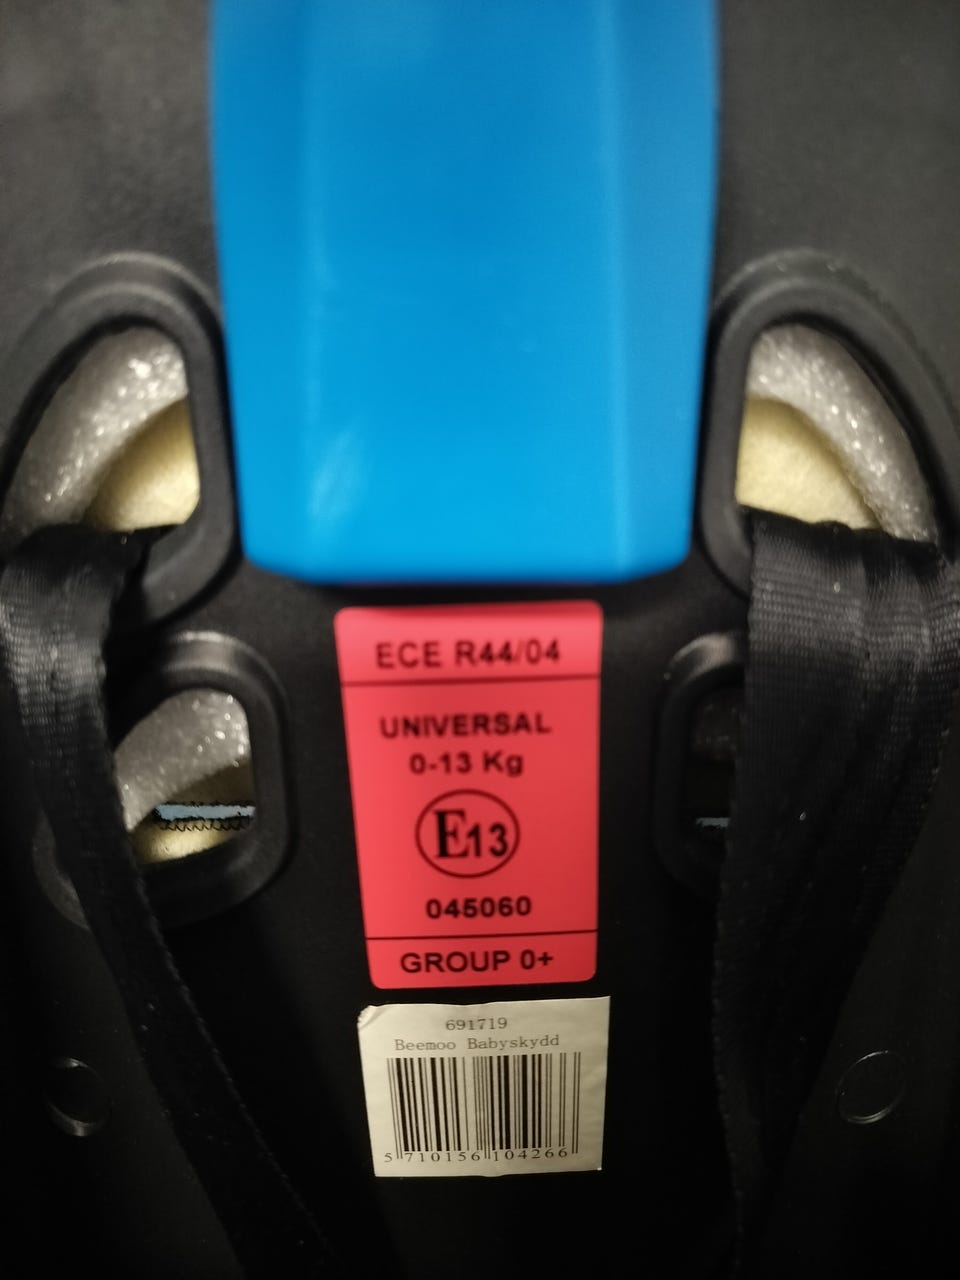 ECE R44/04
UNIVERSAL
0-13 Kg
E13
045060
GROUP 0+
691719
Beemoo Babyskydd
5 710156 104266